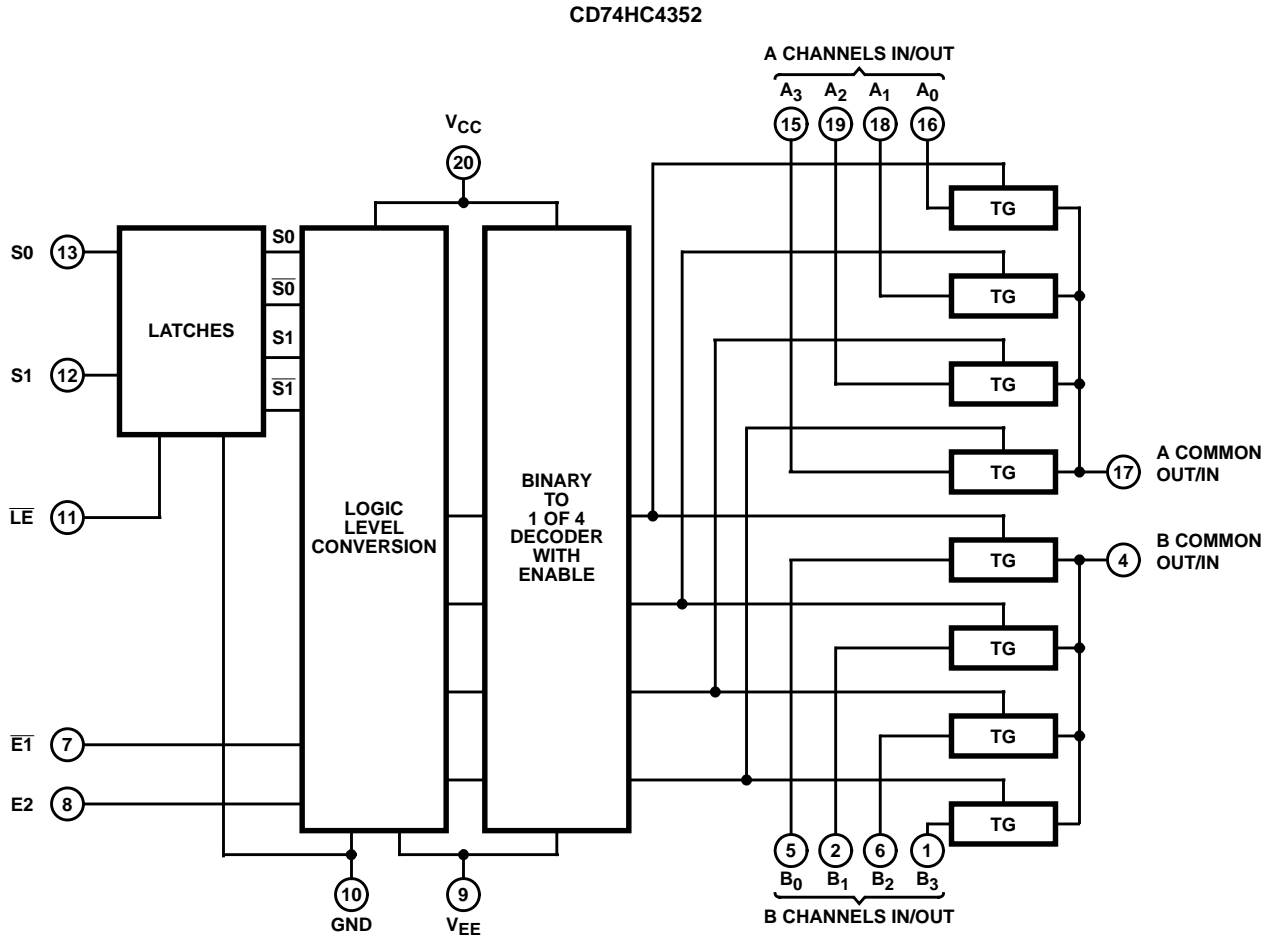 CD74HC4352
A CHANNELS IN/OUT
A3 A2 A1 A0
15 19 18 16
VCC
20
TG
S0 13
S0
S0
LATCHES
S1
S1 12
S1
LE 11
TG
TG
TG
17 A COMMON
OUT/IN
LOGIC
LEVEL
CONVERSION
BINARY
TO
1 OF 4
DECODER
WITH
ENABLE
TG
4 B COMMON
OUT/IN
TG
E1 7
TG
E2 8
TG
5 2 6 1
B0 B1 B2 B3
B CHANNELS IN/OUT
10
GND
9
VEE